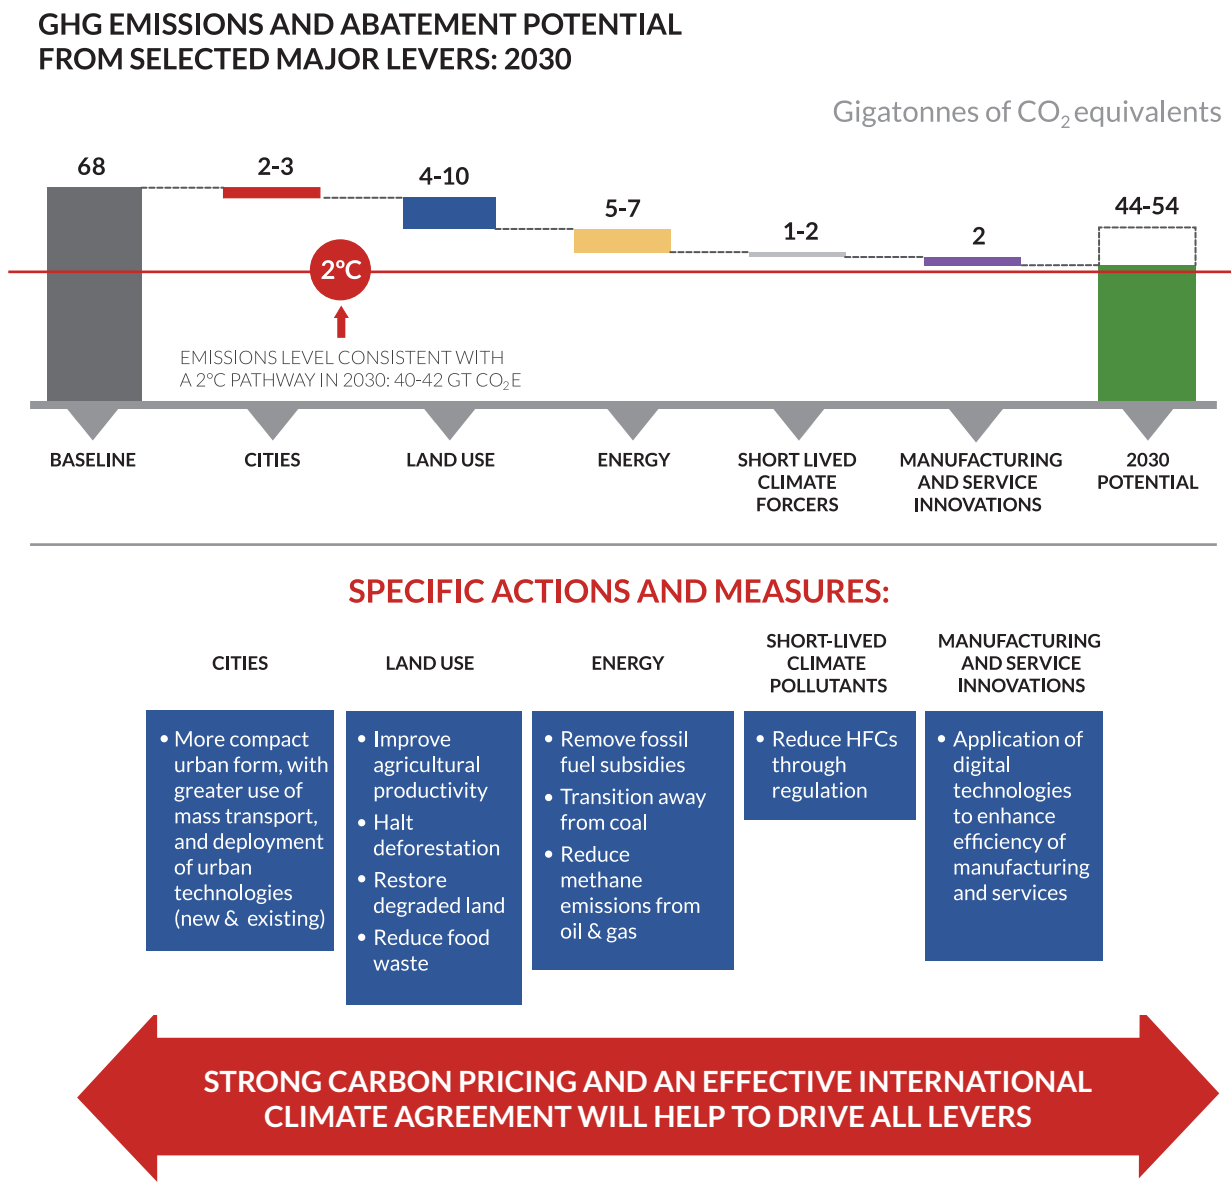 GHG EMISSIONS AND ABATEMENT POTENTIAL
FROM SELECTED MAJOR LEVERS: 2030
Gigatonnes of CO₂ equivalents
68
2-3
4-10
5-7
1-2
2
44-54
2°C
EMISSIONS LEVEL CONSISTENT WITH
A 2°C PATHWAY IN 2030: 40-42 GT CO₂E
BASELINE
CITIES
LAND USE
ENERGY
SHORT LIVED
CLIMATE
FORCERS
MANUFACTURING
AND SERVICE
INNOVATIONS
2030
POTENTIAL
SPECIFIC ACTIONS AND MEASURES:
CITIES
• More compact
urban form, with
greater use of
mass transport,
and deployment
of urban
technologies
(new & existing)
LAND USE
• Improve
agricultural
productivity
• Halt
deforestation
• Restore
degraded land
• Reduce food
waste
ENERGY
• Remove fossil
fuel subsidies
• Transition away
from coal
• Reduce
methane
emissions from
oil & gas
SHORT-LIVED
CLIMATE
POLLUTANTS
• Reduce HFCs
through
regulation
MANUFACTURING
AND SERVICE
INNOVATIONS
• Application of
digital
technologies
to enhance
efficiency of
manufacturing
and services
STRONG CARBON PRICING AND AN EFFECTIVE INTERNATIONAL
CLIMATE AGREEMENT WILL HELP TO DRIVE ALL LEVERS